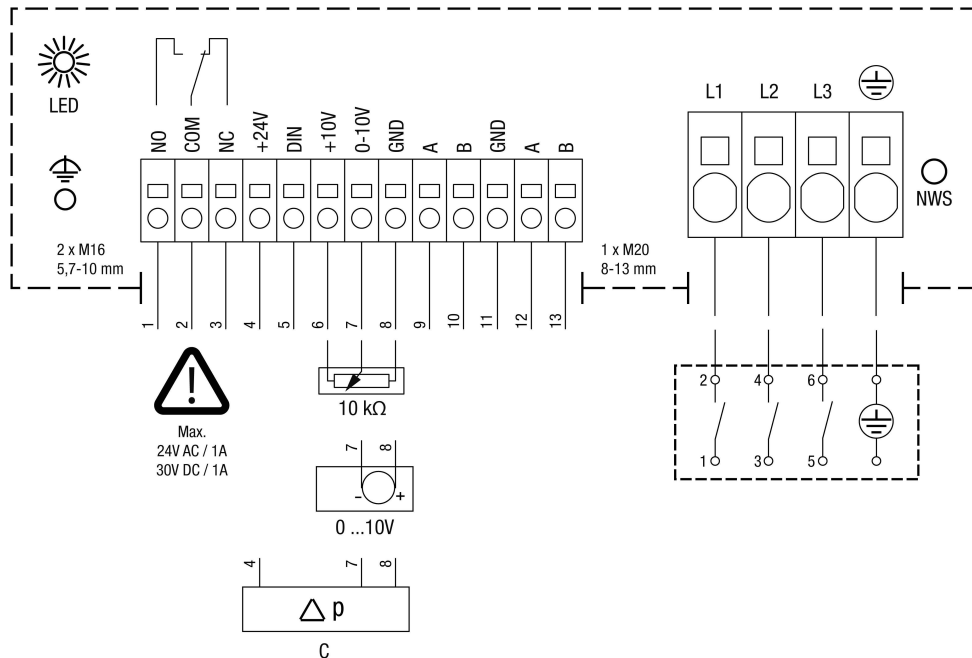 LED
NO COM NC +24V DIN +10V 0-10V GND A B GND A B
L1 L2 L3
NWS
2 x M16
5,7-10 mm
1 x M20
8-13 mm
1 2 3 4 5 6 7 8 9 10 11 12 13
!
Max.
24V AC / 1A
30V DC / 1A
10 kΩ
2 4 6
1 3 5
7 8
- +
0 ...10V
4 7 8
△ p
C